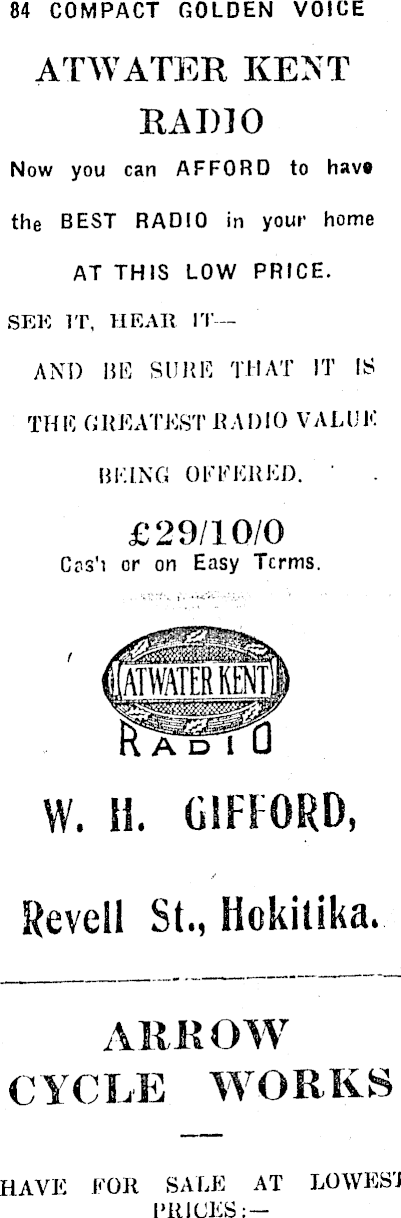 84 COMPACT GOLDEN VOICE
ATWATER KENT
RADIO
Now you can AFFORD to have
the BEST RADIO in your home
AT THIS LOW PRICE.
SEE IT, HEAR IT—
AND BE SURE THAT IT IS
THE GREATEST RADIO VALUE
BEING OFFERED.
£29/10/0
Cash or on Easy Terms.
ATWATER KENT
RADIO
W. H. GIFFORD,
Revell St., Hokitika.
ARROW
CYCLE WORKS
HAVE FOR SALE AT LOWEST
PRICES:—